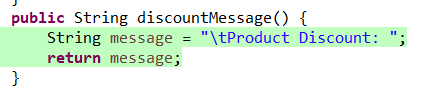 public String discountMessage() {
    String message = "\tProduct Discount: ";
    return message;
}